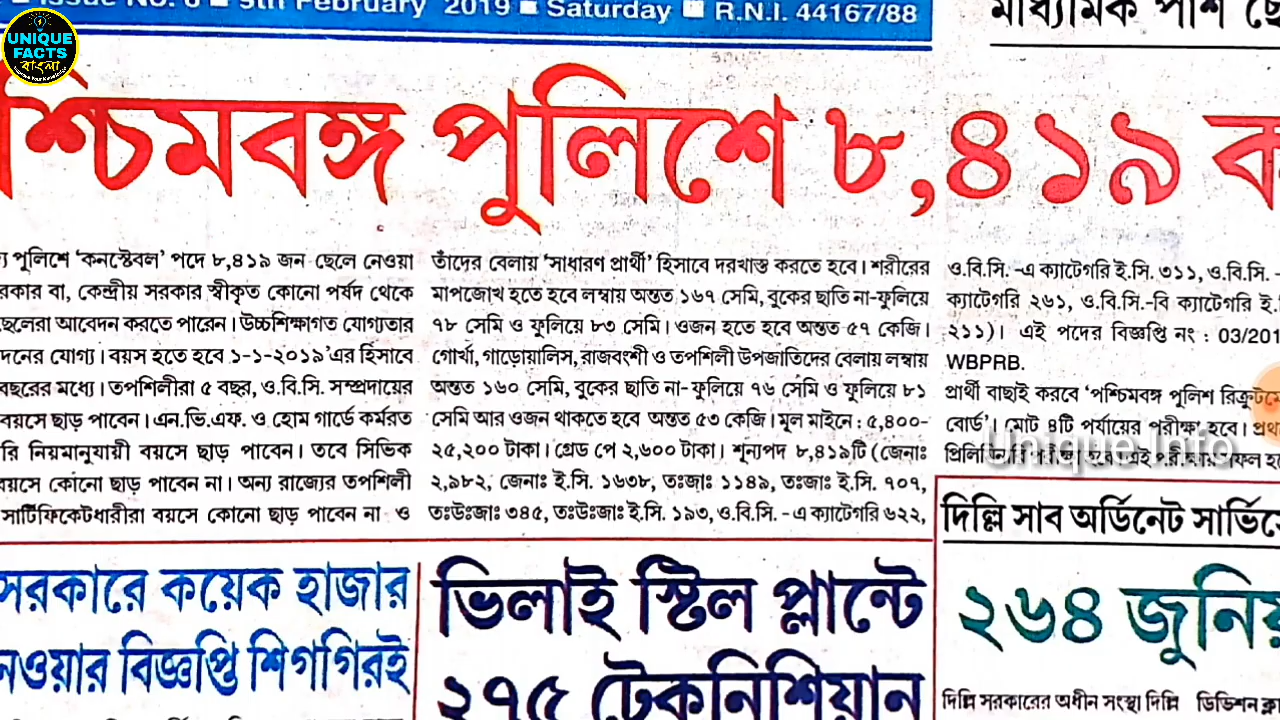 UNIQUE
FACTS
বাংলা
9th February 2019 ■ Saturday ■ R.N.I. 44167/88
মাধ্যমিক পাশ
শ্চিমবঙ্গ পুলিশে ৮,৪১৯
পুলিশে 'কনস্টেবল' পদে ৮,৪১৯ জন ছেলে নেওয়া
রকার বা, কেন্দ্রীয় সরকার স্বীকৃত কোনো পর্ষদ থেকে
ছেলেরা আবেদন করতে পারেন। উচ্চশিক্ষাগত যোগ্যতার
দনের যোগ্য। বয়স হতে হবে ১-১-২০১৯'এর হিসাবে
বছরের মধ্যে। তপশিলীরা ৫ বছর, ও.বি.সি. সম্প্রদায়ের
বয়সে ছাড় পাবেন। এন.ভি.এফ. ও হোম গার্ডে কর্মরত
রি নিয়মানুযায়ী বয়সে ছাড় পাবেন। তবে সিভিক
বয়সে কোনো ছাড় পাবেন না। অন্য রাজ্যের তপশিলী
সার্টিফিকেটধারীরা বয়সে কোনো ছাড় পাবেন না ও
তাঁদের বেলায় 'সাধারণ প্রার্থী' হিসাবে দরখাস্ত করতে হবে। শরীরের
মাপজোখ হতে হবে লম্বায় অন্তত ১৬৭ সেমি, বুকের ছাতি না-ফুলিয়ে
৭৮ সেমি ও ফুলিয়ে ৮৩ সেমি। ওজন হতে হবে অন্তত ৫৭ কেজি।
গোর্খা, গাড়োয়ালিস, রাজবংশী ও তপশিলী উপজাতিদের বেলায় লম্বায়
অন্তত ১৬০ সেমি, বুকের ছাতি না- ফুলিয়ে ৭৬ সেমি ও ফুলিয়ে ৮১
সেমি আর ওজন থাকতে হবে অন্তত ৫৩ কেজি। মূল মাইনে : ৫,৪০০-
২৫,২০০ টাকা। গ্রেড পে ২,৬০০ টাকা। শূন্যপদ ৮,৪১৯টি (জেনাঃ
২,৯৮২, জেনাঃ ই.সি. ১৬৩৮, তঃজাঃ ১১৪৯, তঃজাঃ ই.সি. ৭০৭,
তঃউঃজাঃ ৩৪৫, তঃউঃজাঃ ই.সি. ১৯৩, ও.বি.সি. -এ ক্যাটেগরি ৬২২,
ও.বি.সি. -এ ক্যাটেগরি ই.সি. ৩১১, ও.বি.সি. -
ক্যাটেগরি ২৬১, ও.বি.সি.-বি ক্যাটেগরি ই.
২১১)। এই পদের বিজ্ঞপ্তি নং : 03/201
WBPRB.
প্রার্থী বাছাই করবে 'পশ্চিমবঙ্গ পুলিশ রিক্রুটমে
বোর্ড'। মোট ৪টি পর্যায়ের পরীক্ষা হবে। প্রথ
Unique Info
সরকারে কয়েক হাজার
নওয়ার বিজ্ঞপ্তি শিগগিরই
ভিলাই স্টিল প্লান্টে
২৭৫ টেকনিশিয়ান
দিল্লি সাব অর্ডিনেট সার্ভিসে
২৬৪ জুনিয়
দিল্লি সরকারের অধীন সংস্থা দিল্লি ডিভিশন ক্লা